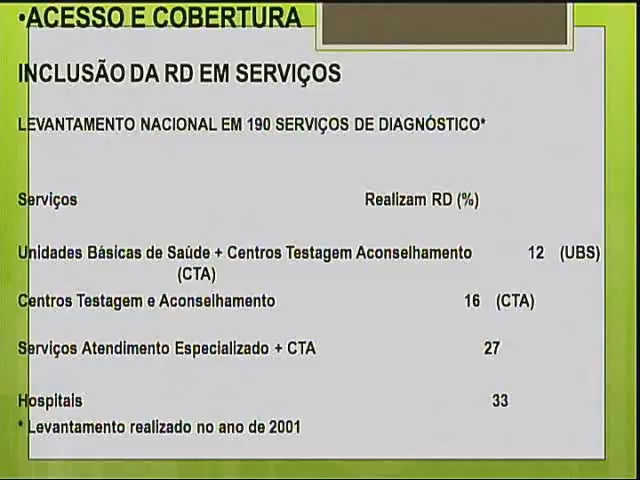 •ACESSO E COBERTURA
INCLUSÃO DA RD EM SERVIÇOS
LEVANTAMENTO NACIONAL EM 190 SERVIÇOS DE DIAGNÓSTICO*
Serviços Realizam RD (%)
Unidades Básicas de Saúde + Centros Testagem Aconselhamento 12 (UBS)
(CTA)
Centros Testagem e Aconselhamento 16 (CTA)
Serviços Atendimento Especializado + CTA 27
Hospitais 33
* Levantamento realizado no ano de 2001